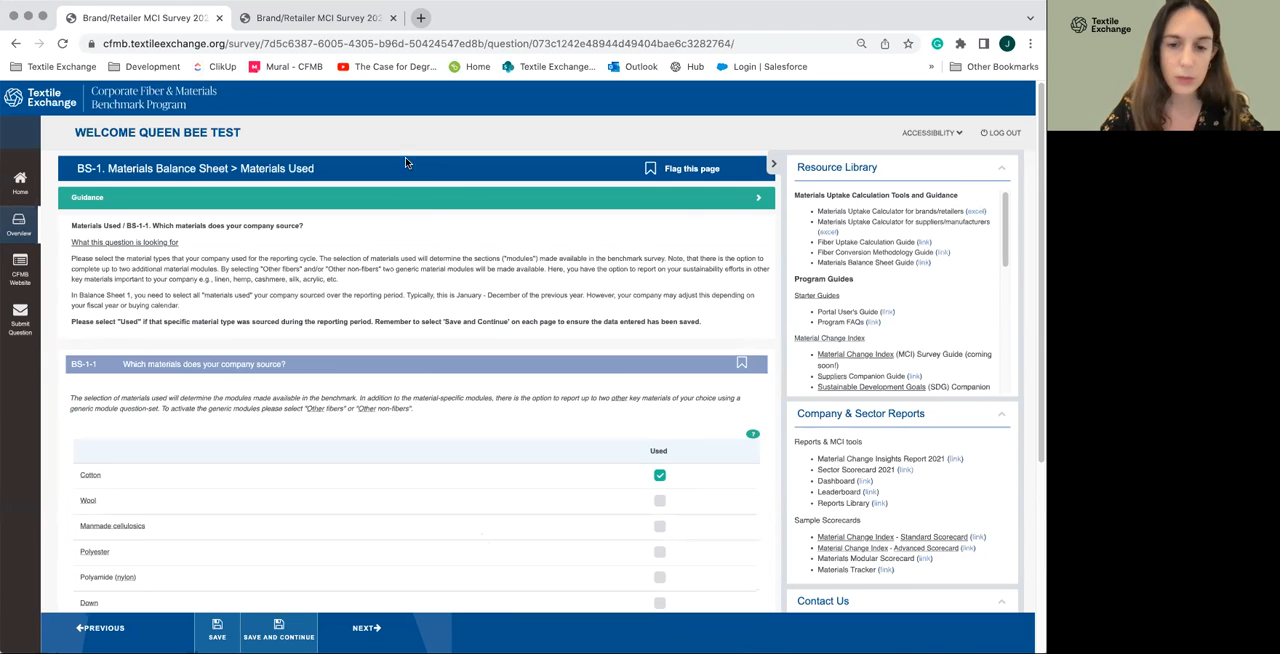 Brand/Retailer MCI Survey 202
Brand/Retailer MCI Survey 202
cfmb.textileexchange.org/survey/7d5c6387-6005-4305-b96d-50424547ed8b/question/073c1242e48944d49404bae6c3282764/
J
Textile Exchange
Development
ClickUp
Mural - CFMB
The Case for Degr...
Home
Textile Exchange...
Outlook
Hub
Login | Salesforce
»
Other Bookmarks
Textile Exchange
Textile Exchange
Corporate Fiber & Materials
Benchmark Program
WELCOME QUEEN BEE TEST
ACCESSIBILITY
LOG OUT
Home
Overview
CFMB Website
Submit Question
BS-1. Materials Balance Sheet > Materials Used
Flag this page
Guidance
Materials Used / BS-1-1. Which materials does your company source?
What this question is looking for
Please select the material types that your company used for the reporting cycle. The selection of materials used will determine the sections ("modules") made available in the benchmark survey. Note, that there is the option to
complete up to two additional material modules. By selecting "Other fibers" and/or "Other non-fibers" two generic material modules will be made available. Here, you have the option to report on your sustainability efforts in other
key materials important to your company e.g., linen, hemp, cashmere, silk, acrylic, etc.
In Balance Sheet 1, you need to select all "materials used" your company sourced over the reporting period. Typically, this is January - December of the previous year. However, your company may adjust this depending on
your fiscal year or buying calendar.
Please select "Used" if that specific material type was sourced during the reporting period. Remember to select 'Save and Continue' on each page to ensure the data entered has been saved.
BS-1-1 Which materials does your company source?
The selection of materials used will determine the modules made available in the benchmark. In addition to the material-specific modules, there is the option to report up to two other key materials of your choice using a
generic module question-set. To activate the generic modules please select "Other fibers" or "Other non-fibers".
?
Used
Cotton
Wool
Manmade cellulosics
Polyester
Polyamide (nylon)
Down
PREVIOUS
SAVE
SAVE AND CONTINUE
NEXT
Resource Library
Materials Uptake Calculation Tools and Guidance
• Materials Uptake Calculator for brands/retailers (excel)
• Materials Uptake Calculator for suppliers/manufacturers
(excel)
• Fiber Uptake Calculation Guide (link)
• Fiber Conversion Methodology Guide (link)
• Materials Balance Sheet Guide (link)
Program Guides
Starter Guides
• Portal User's Guide (link)
• Program FAQs (link)
Material Change Index
• Material Change Index (MCI) Survey Guide (coming
soon!)
• Suppliers Companion Guide (link)
• Sustainable Development Goals (SDG) Companion
Company & Sector Reports
Reports & MCI tools
• Material Change Insights Report 2021 (link)
• Sector Scorecard 2021 (link)
• Dashboard (link)
• Leaderboard (link)
• Reports Library (link)
Sample Scorecards
• Material Change Index - Standard Scorecard (link)
• Material Change Index - Advanced Scorecard (link)
• Materials Modular Scorecard (link)
• Materials Tracker (link)
Contact Us